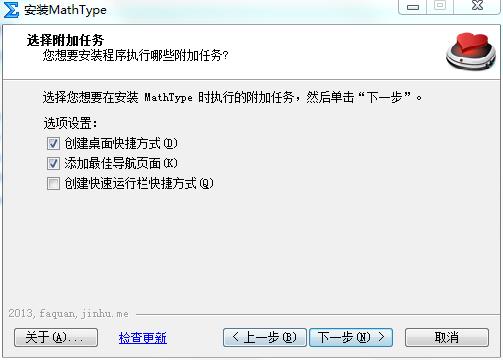 安装MathType
选择附加任务
您想要安装程序执行哪些附加任务?
选择您想要在安装 MathType 时执行的附加任务，然后单击“下一步”。
选项设置:
创建桌面快捷方式(D)
添加最佳导航页面(K)
创建快速运行栏快捷方式(Q)
2013,faquan,jinhu.me
关于(A)... 检查更新 < 上一步(B) 下一步(N) > 取消